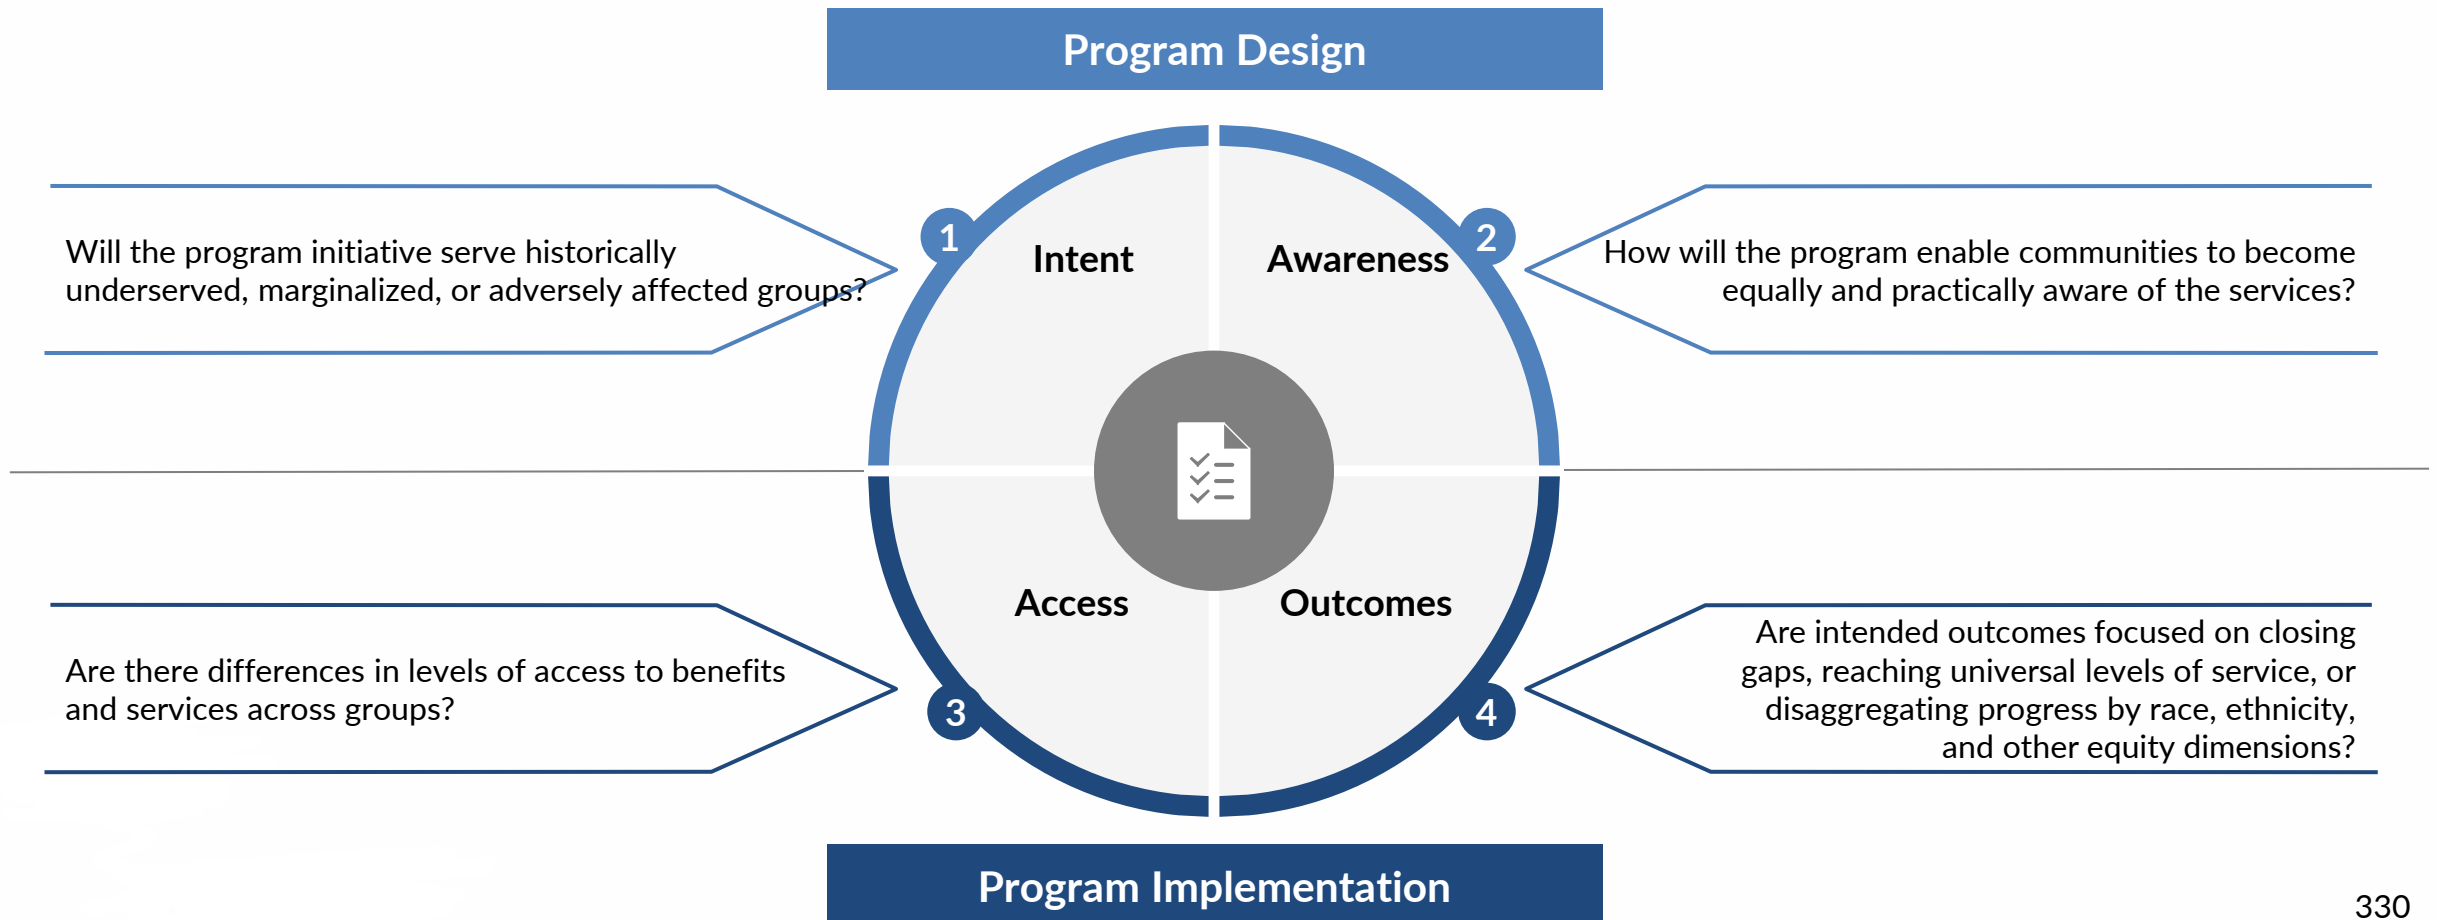 Program Design
1
Intent
Will the program initiative serve historically
underserved, marginalized, or adversely affected groups?
2
Awareness
How will the program enable communities to become
equally and practically aware of the services?
3
Access
Are there differences in levels of access to benefits
and services across groups?
4
Outcomes
Are intended outcomes focused on closing
gaps, reaching universal levels of service, or
disaggregating progress by race, ethnicity,
and other equity dimensions?
Program Implementation
330